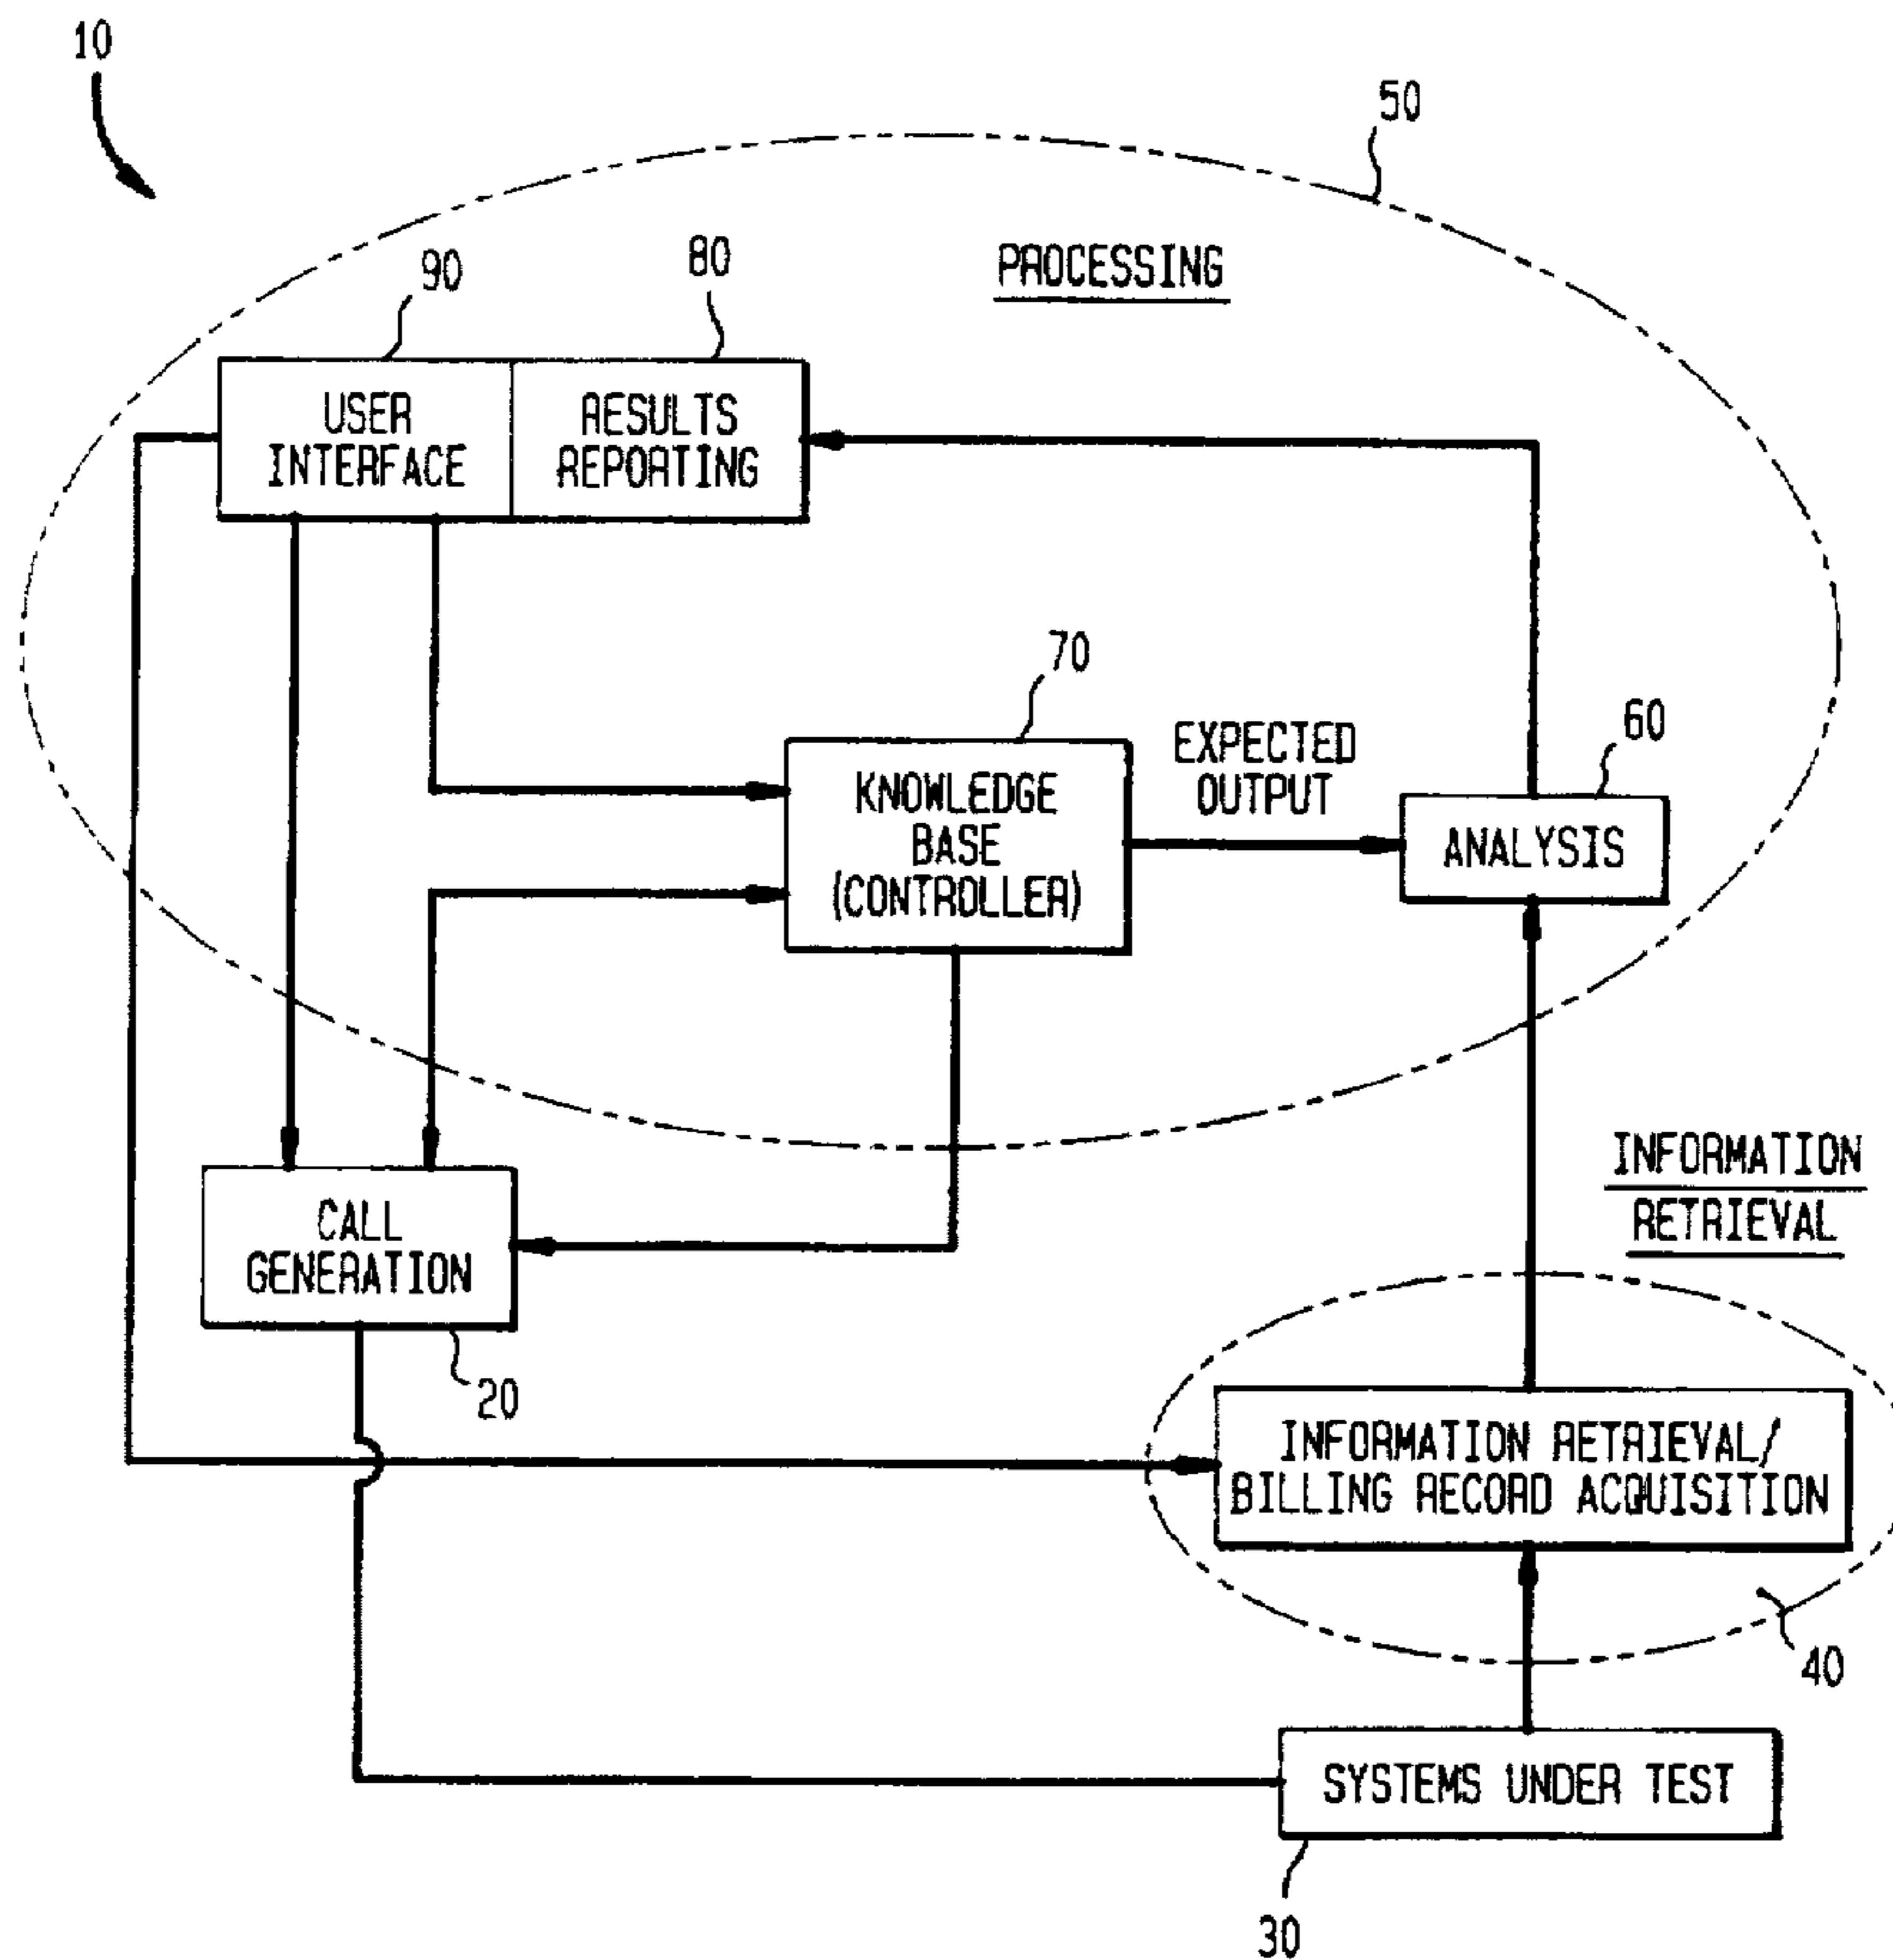 10
50
PROCESSING
90
80
USER
INTERFACE
RESULTS
REPORTING
70
EXPECTED
OUTPUT
60
KNOWLEDGE
BASE
(CONTROLLER)
ANALYSIS
INFORMATION
RETRIEVAL
CALL
GENERATION
20
INFORMATION RETRIEVAL/
BILLING RECORD ACQUISITION
40
SYSTEMS UNDER TEST
30